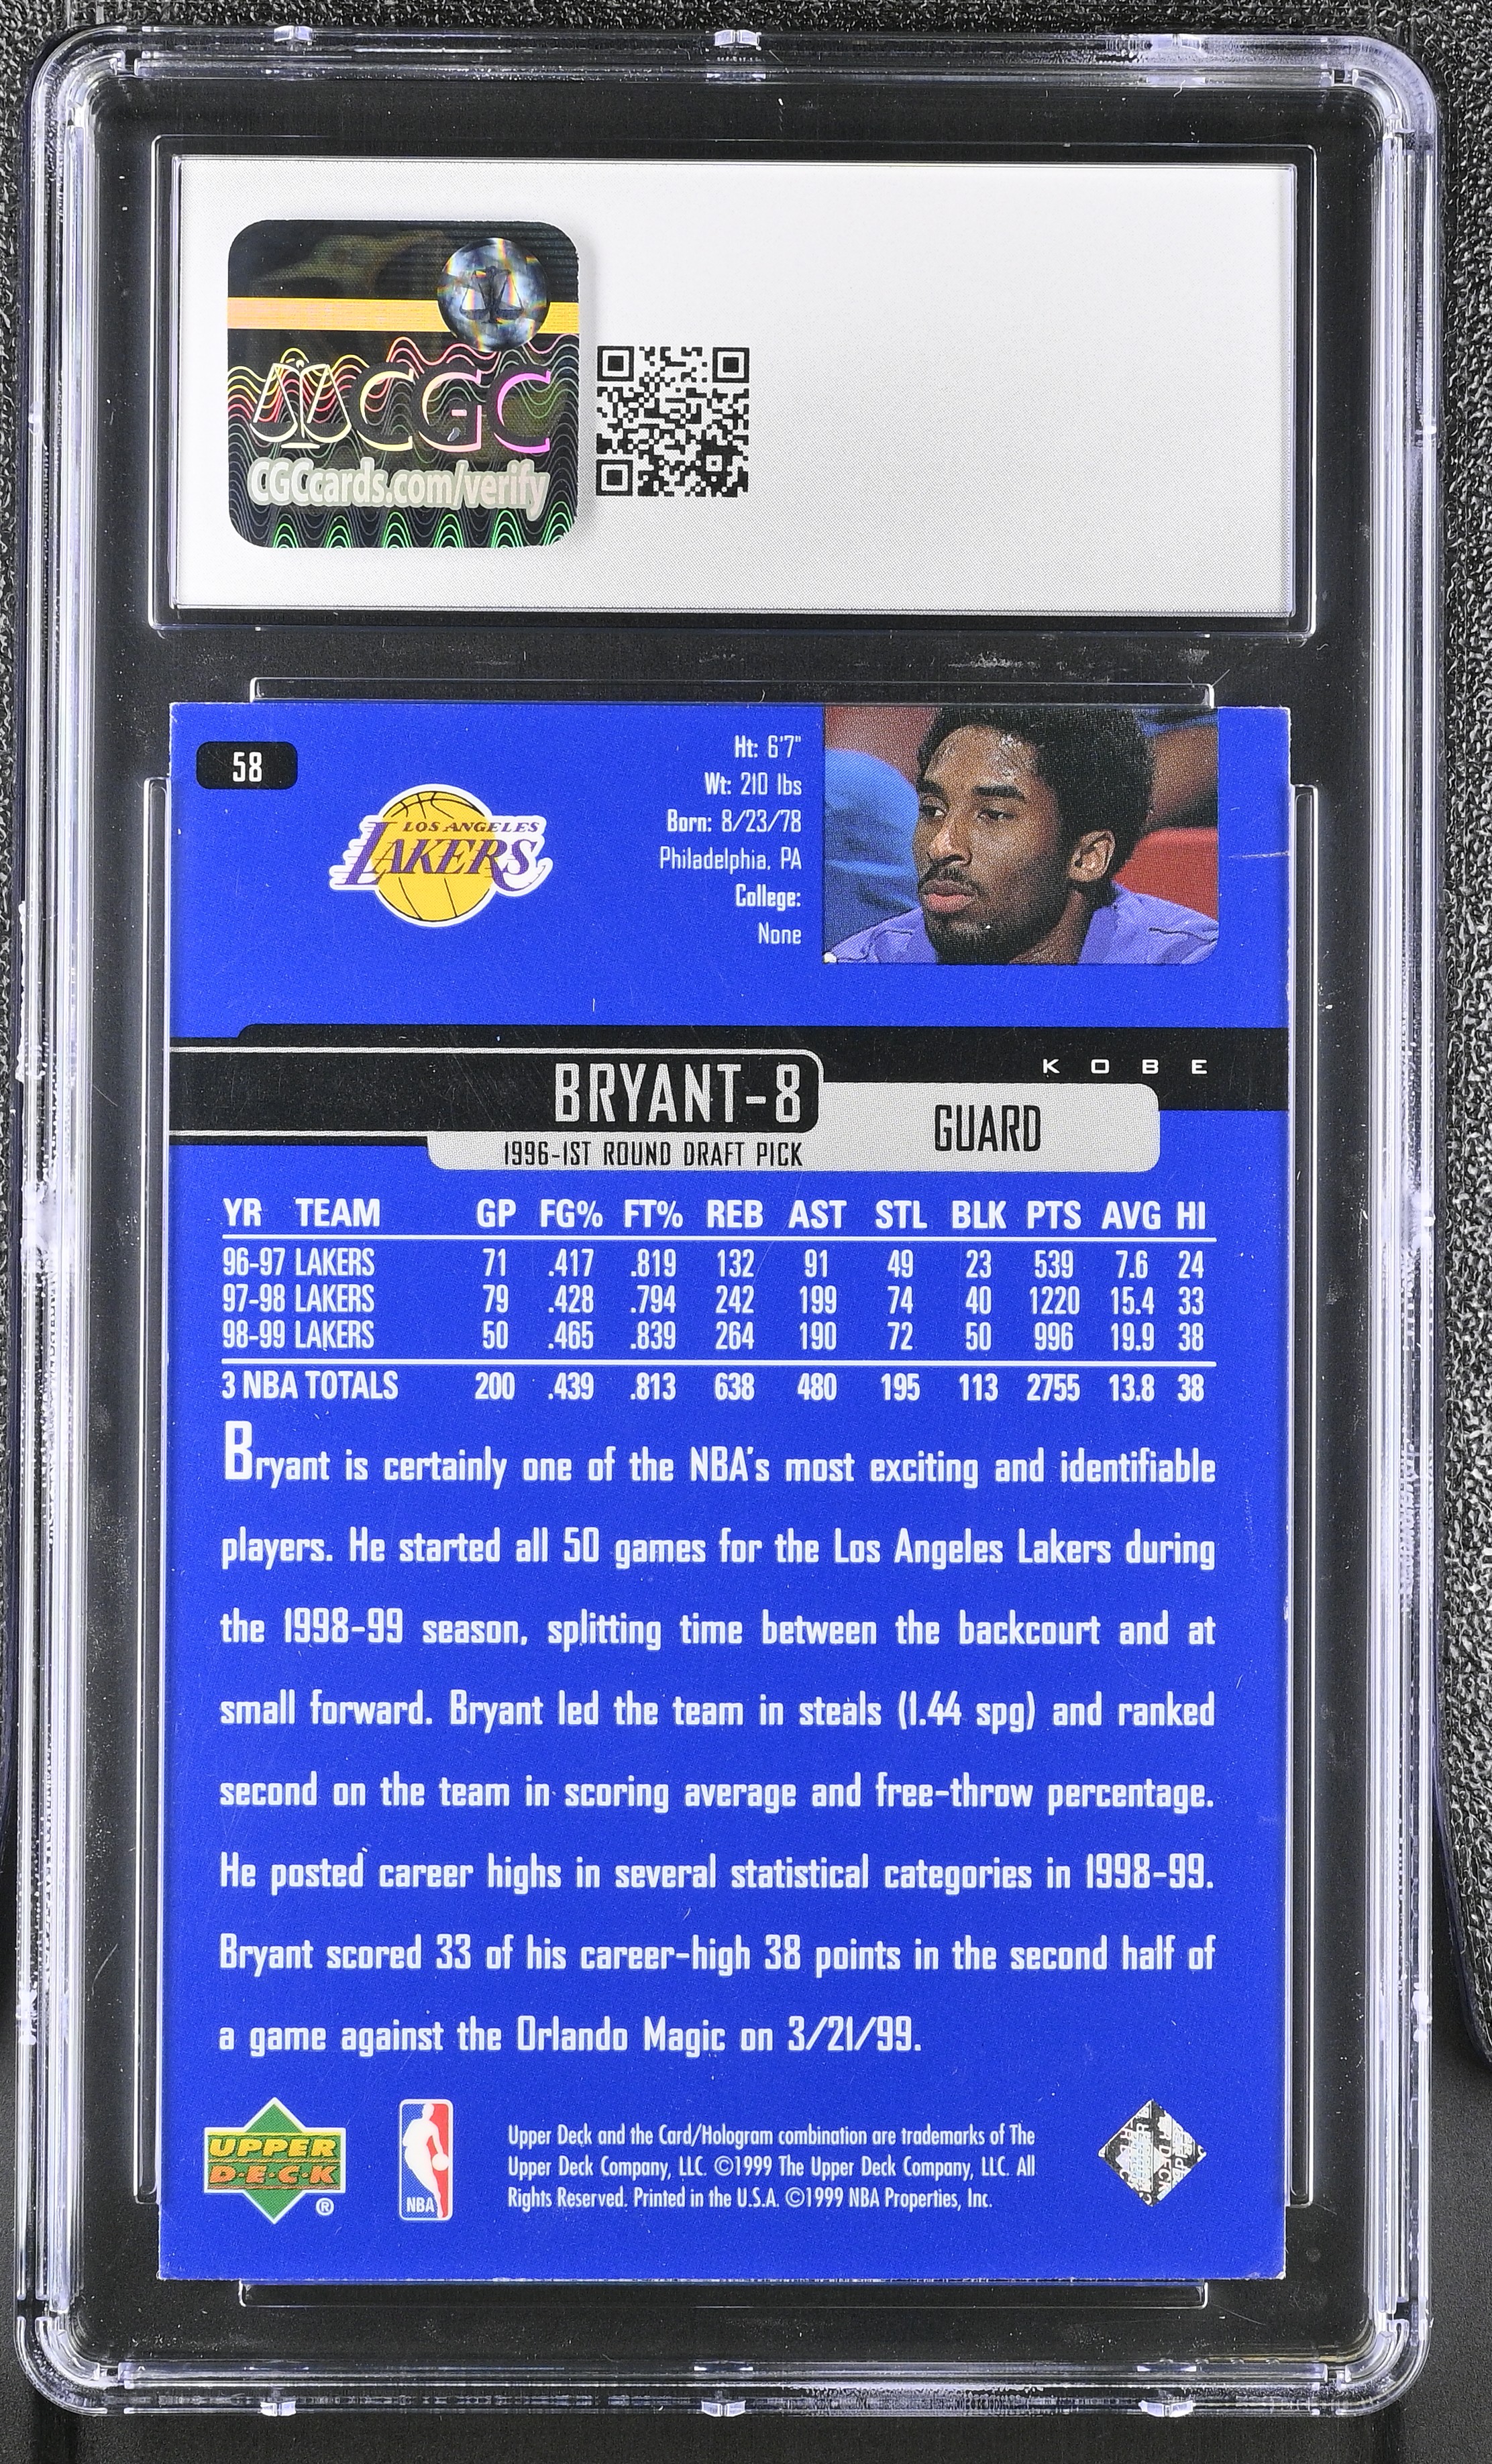 CGC
CGCcards.com/verify
58
LOS ANGELES
LAKERS
Ht: 6'7"
Wt: 210 lbs
Born: 8/23/78
Philadelphia, PA
College:
None
KOBE
BRYANT-8
GUARD
1996-1ST ROUND DRAFT PICK
YR TEAM GP FG% FT% REB AST STL BLK PTS AVG HI
96-97 LAKERS 71 .417 .819 132 91 49 23 539 7.6 24
97-98 LAKERS 79 .428 .794 242 199 74 40 1220 15.4 33
98-99 LAKERS 50 .465 .839 264 190 72 50 996 19.9 38
3 NBA TOTALS 200 .439 .813 638 480 195 113 2755 13.8 38
Bryant is certainly one of the NBA's most exciting and identifiable
players. He started all 50 games for the Los Angeles Lakers during
the 1998-99 season, splitting time between the backcourt and at
small forward. Bryant led the team in steals (1.44 spg) and ranked
second on the team in scoring average and free-throw percentage.
He posted career highs in several statistical categories in 1998-99.
Bryant scored 33 of his career-high 38 points in the second half of
a game against the Orlando Magic on 3/21/99.
UPPER
D·E·C·K
®
NBA
Upper Deck and the Card/Hologram combination are trademarks of The
Upper Deck Company, LLC. ©1999 The Upper Deck Company, LLC. All
Rights Reserved. Printed in the U.S.A. ©1999 NBA Properties, Inc.